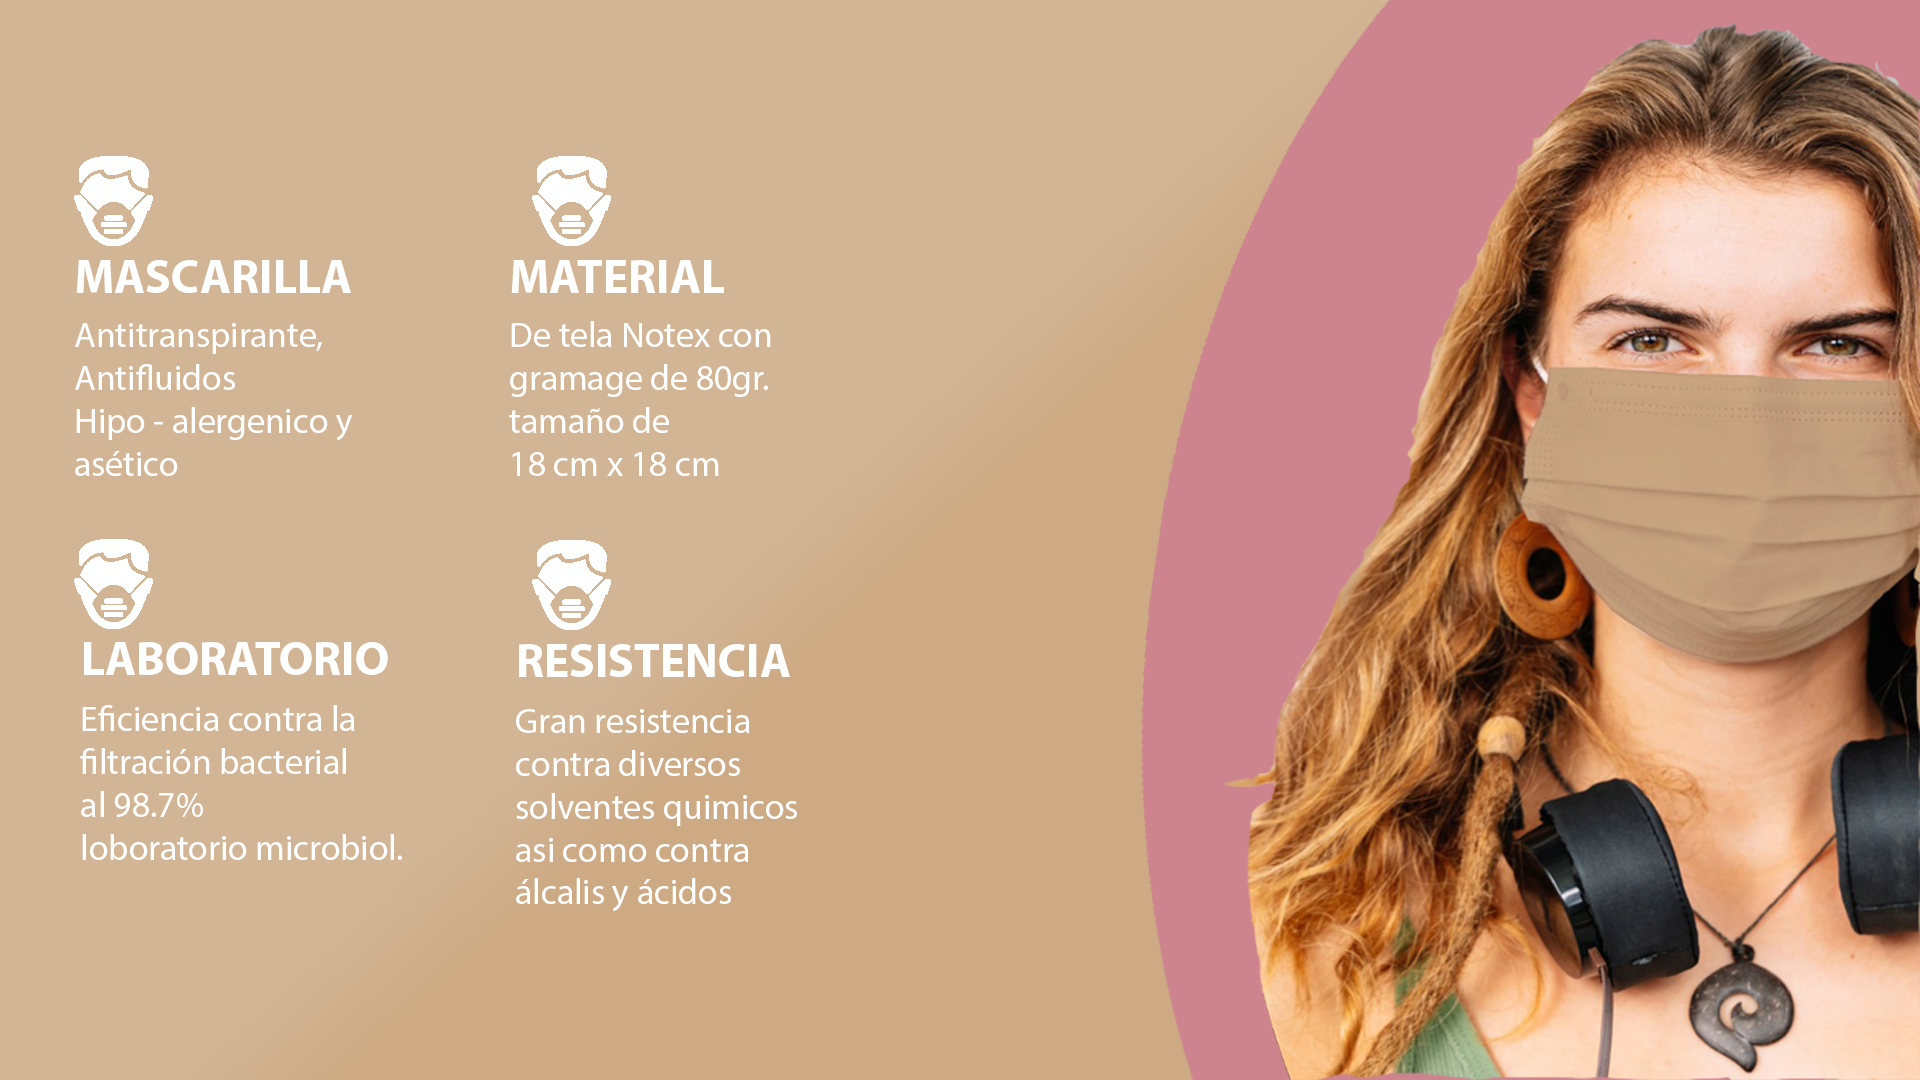 MASCARILLA
Antitranspirante,
Antifluidos
Hipo - alergenico y
asético
MATERIAL
De tela Notex con
gramage de 80gr.
tamaño de
18 cm x 18 cm
LABORATORIO
Eficiencia contra la
filtración bacterial
al 98.7%
loboratorio microbiol.
RESISTENCIA
Gran resistencia
contra diversos
solventes quimicos
asi como contra
álcalis y ácidos